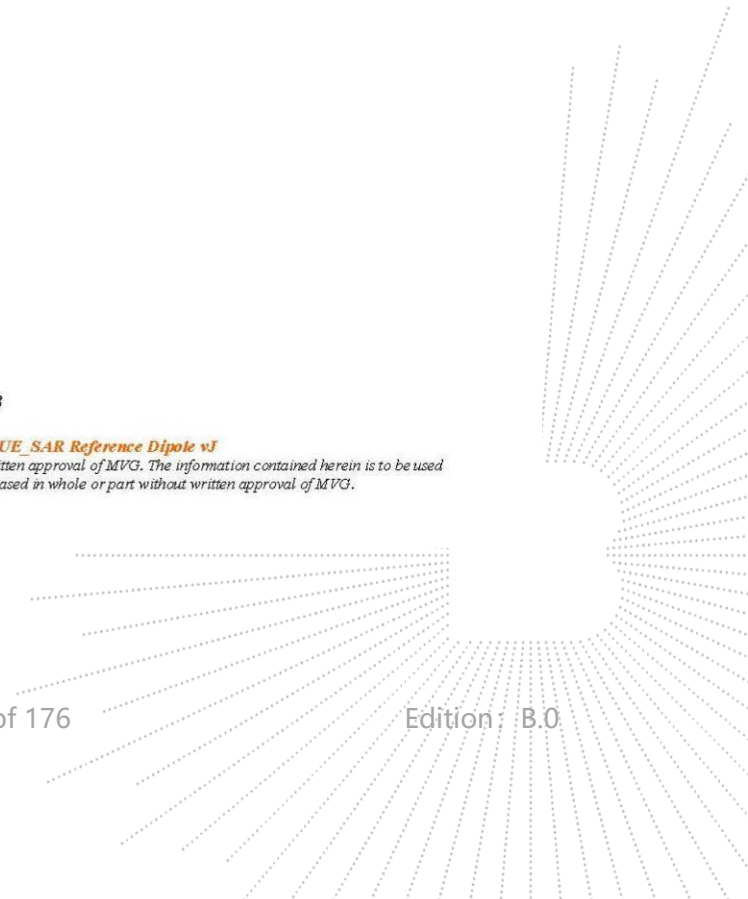 UE_SAR Reference Dipole vJ
tten approval of MVG. The information contained herein is to be used
ased in whole or part without written approval of MVG.
of 176
Edition: B.0